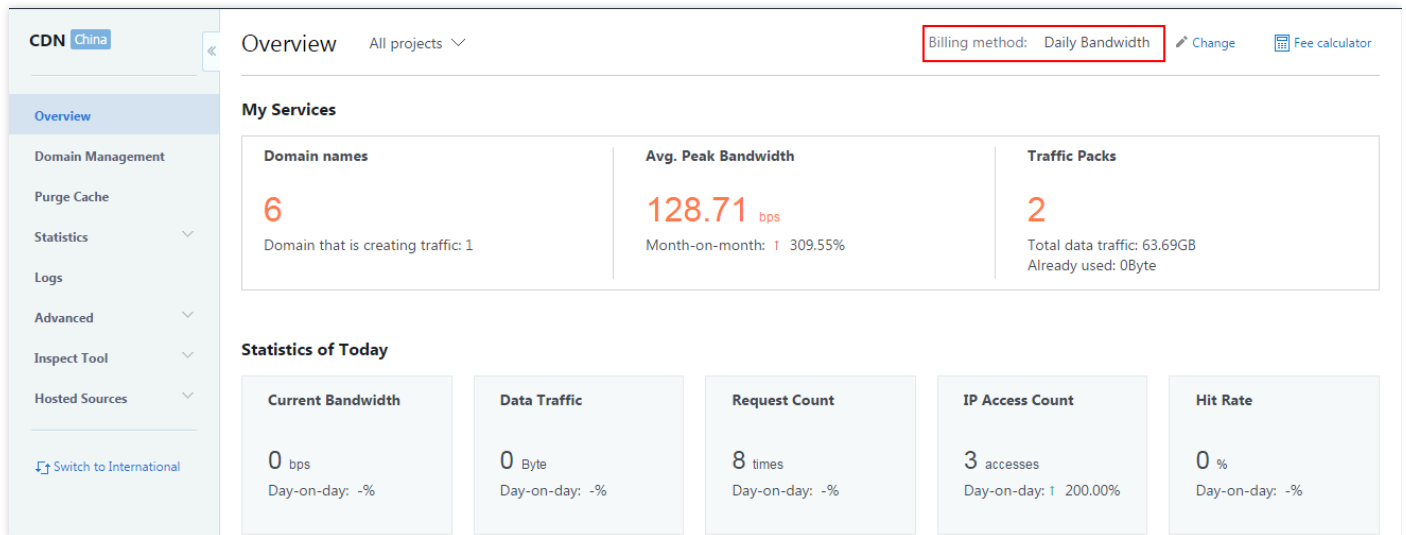 CDN China
Overview
Domain Management
Purge Cache
Statistics
Logs
Advanced
Inspect Tool
Hosted Sources
Switch to International
Overview All projects Billing method: Daily Bandwidth Change Fee calculator
My Services
Domain names
6
Domain that is creating traffic: 1
Avg. Peak Bandwidth
128.71 bps
Month-on-month: ↑ 309.55%
Traffic Packs
2
Total data traffic: 63.69GB
Already used: 0Byte
Statistics of Today
Current Bandwidth
0 bps
Day-on-day: -%
Data Traffic
0 Byte
Day-on-day: -%
Request Count
8 times
Day-on-day: -%
IP Access Count
3 accesses
Day-on-day: ↑ 200.00%
Hit Rate
0 %
Day-on-day: -%